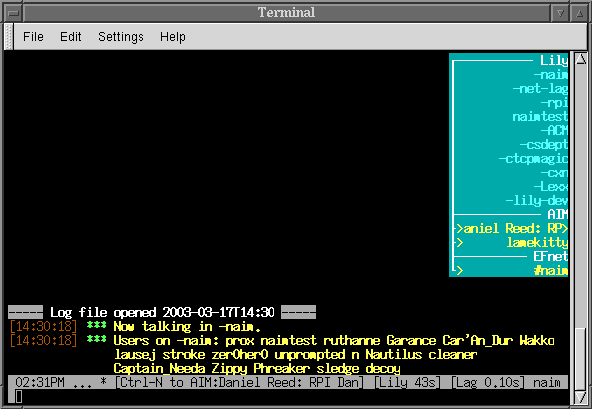 Terminal
File Edit Settings Help
Lily
-naim
-net-lag
-rpi
naimtest
-ACM
-csdept
-ctcpmagic
-cxn
-Lexx
-lily-dev
AIM
>aniel Reed: RP>
> lamekitty
EFnet
> #naim
----- Log file opened 2003-03-17T14:30 -----
[14:30:18] *** Now talking in -naim.
[14:30:18] *** Users on -naim: prox naimtest ruthanne Garance Car'An_Dur Wakko
lausej stroke zer0her0 unprompted n Nautilus cleaner
Captain_Needa Zippy Phreaker sledge decoy
02:31PM ... * [Ctrl-N to AIM:Daniel Reed: RPI Dan] [Lily 43s] [Lag 0.10s] naim